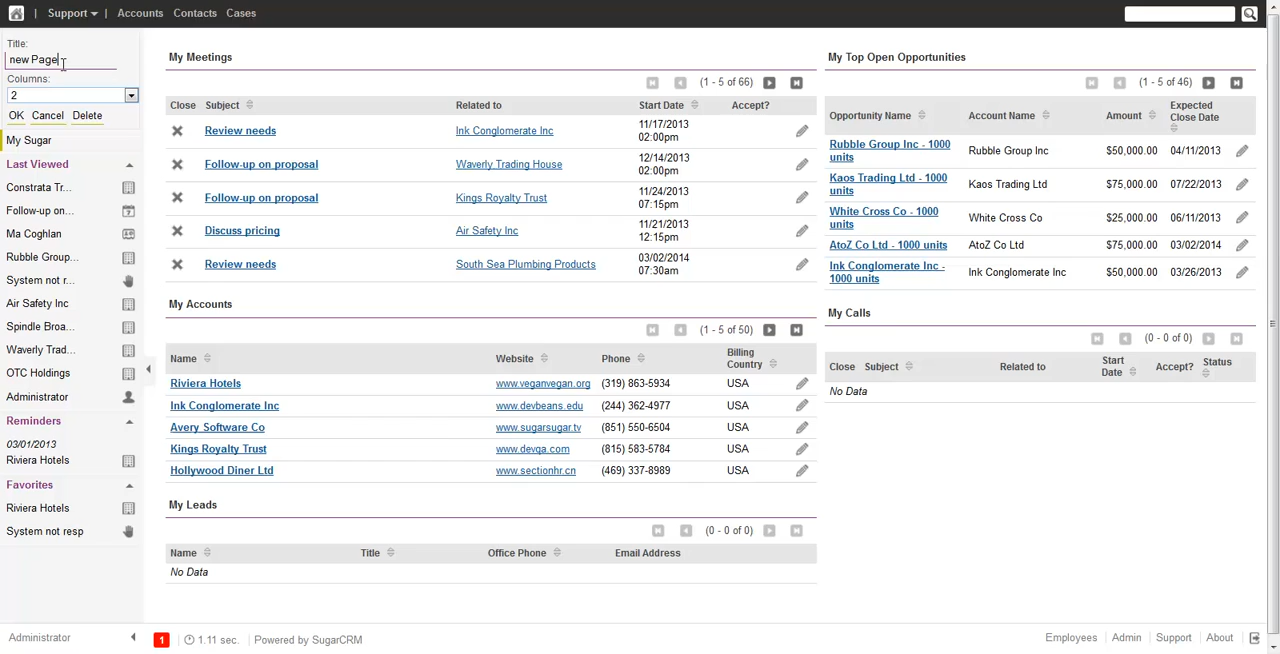 | Support | Accounts Contacts Cases
Title:
new Page
Columns:
2
OK Cancel Delete
My Sugar
Last Viewed
Constrata Tr...
Follow-up on...
Ma Coghlan
Rubble Group...
System not r...
Air Safety Inc
Spindle Broa...
Waverly Trad...
OTC Holdings
Administrator
Reminders
03/01/2013
Riviera Hotels
Favorites
Riviera Hotels
System not resp
My Meetings
(1 - 5 of 66)
Close Subject Related to Start Date Accept?
Review needs Ink Conglomerate Inc 11/17/2013 02:00pm
Follow-up on proposal Waverly Trading House 12/14/2013 02:00pm
Follow-up on proposal Kings Royalty Trust 11/24/2013 07:15pm
Discuss pricing Air Safety Inc 11/21/2013 12:15pm
Review needs South Sea Plumbing Products 03/02/2014 07:30am
My Accounts
(1 - 5 of 50)
Name Website Phone Billing Country
Riviera Hotels www.veganvegan.org (319) 863-5934 USA
Ink Conglomerate Inc www.devbeans.edu (244) 362-4977 USA
Avery Software Co www.sugarsugar.tv (851) 550-6504 USA
Kings Royalty Trust www.devqa.com (815) 583-5784 USA
Hollywood Diner Ltd www.sectionhr.cn (469) 337-8989 USA
My Leads
(0 - 0 of 0)
Name Title Office Phone Email Address
No Data
My Top Open Opportunities
(1 - 5 of 46)
Opportunity Name Account Name Amount Expected Close Date
Rubble Group Inc - 1000 units Rubble Group Inc $50,000.00 04/11/2013
Kaos Trading Ltd - 1000 units Kaos Trading Ltd $75,000.00 07/22/2013
White Cross Co - 1000 units White Cross Co $25,000.00 06/11/2013
AtoZ Co Ltd - 1000 units AtoZ Co Ltd $75,000.00 03/02/2014
Ink Conglomerate Inc - 1000 units Ink Conglomerate Inc $50,000.00 03/26/2013
My Calls
(0 - 0 of 0)
Close Subject Related to Start Date Accept? Status
No Data
Administrator 1 1.11 sec. | Powered by SugarCRM Employees | Admin | Support | About